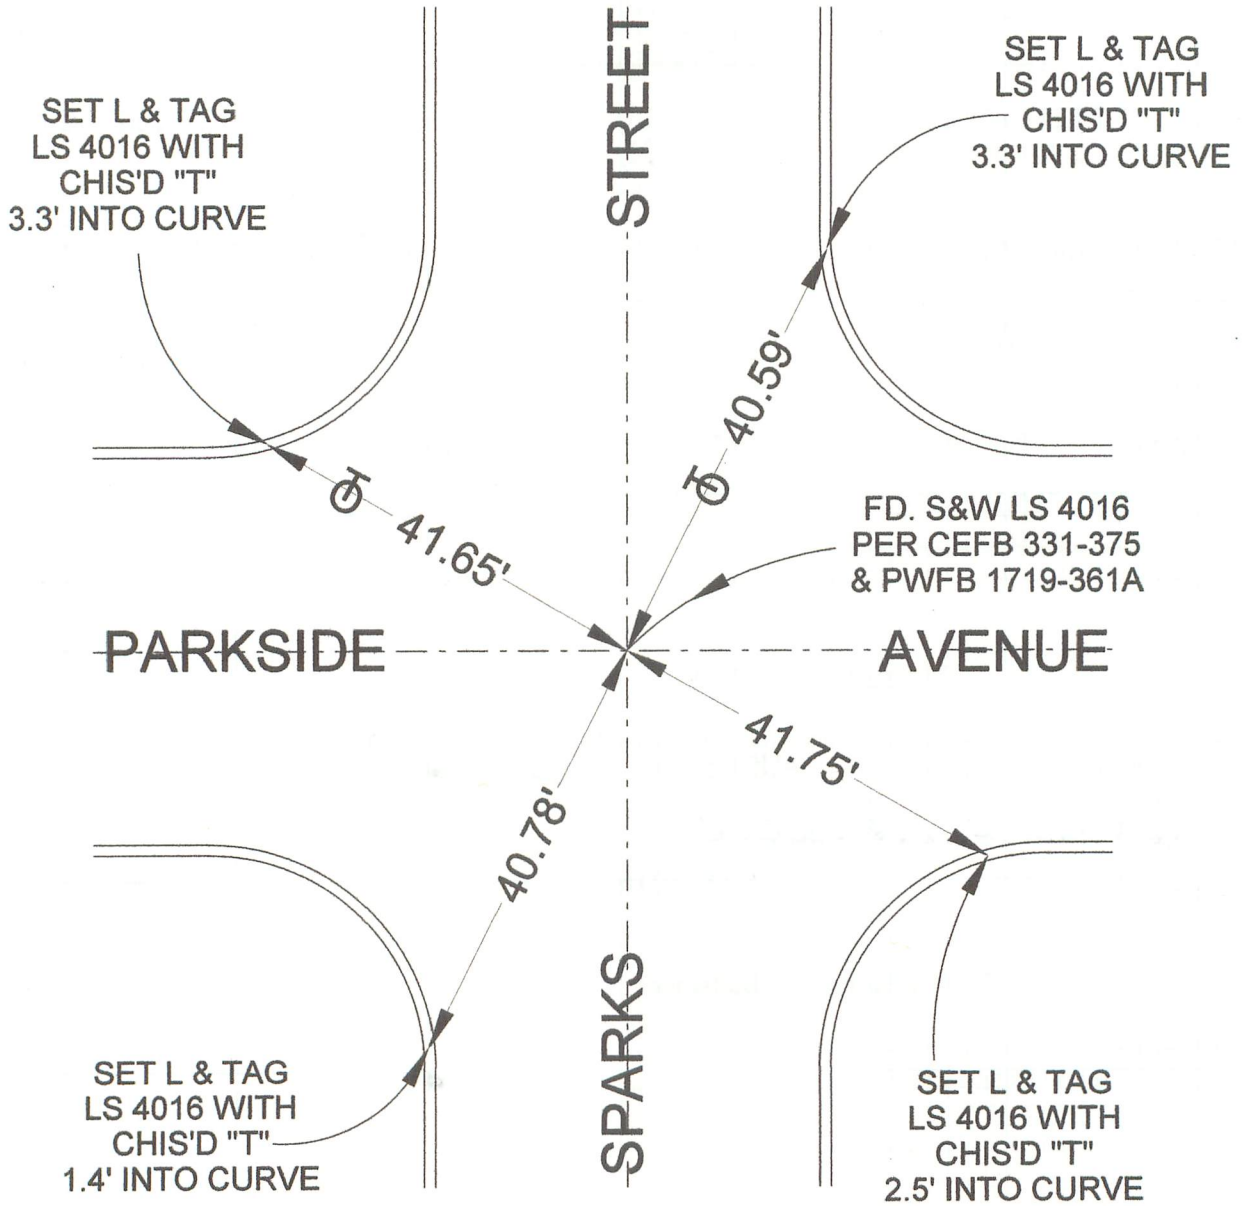 STREET
SET L & TAG
LS 4016 WITH
CHIS'D "T"
3.3' INTO CURVE
SET L & TAG
LS 4016 WITH
CHIS'D "T"
3.3' INTO CURVE
40.59'
41.65'
FD. S&W LS 4016
PER CEFB 331-375
& PWFB 1719-361A
PARKSIDE AVENUE
41.75'
40.78'
SPARKS
SET L & TAG
LS 4016 WITH
CHIS'D "T"
1.4' INTO CURVE
SET L & TAG
LS 4016 WITH
CHIS'D "T"
2.5' INTO CURVE